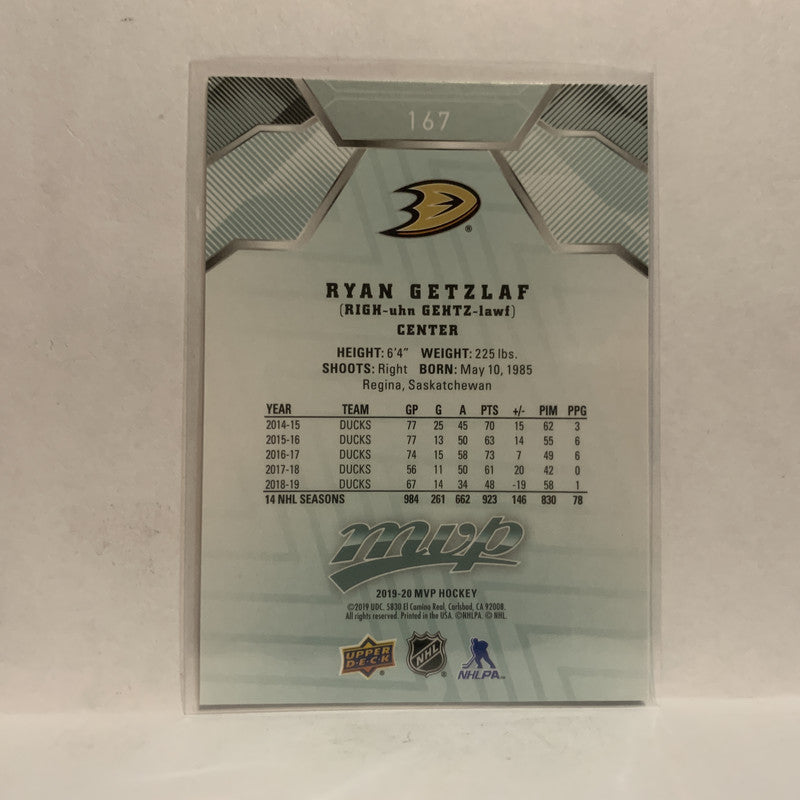 167
®
RYAN GETZLAF
(RIGH-uhn GEHTZ-lawf)
CENTER
HEIGHT: 6'4" WEIGHT: 225 lbs.
SHOOTS: Right BORN: May 10, 1985
Regina, Saskatchewan
YEAR TEAM GP G A PTS +/- PIM PPG
2014-15 DUCKS 77 25 45 70 15 62 3
2015-16 DUCKS 77 13 50 63 14 55 6
2016-17 DUCKS 74 15 58 73 7 49 6
2017-18 DUCKS 56 11 50 61 20 42 0
2018-19 DUCKS 67 14 34 48 -19 58 1
14 NHL SEASONS 984 261 662 923 146 830 78
mvp
2019-20 MVP HOCKEY
©2019 UDC. 5830 El Camino Real, Carlsbad, CA 92008.
All rights reserved. Printed in the USA. ©NHLPA. © NHL.
UPPER DECK ® NHL ® NHLPA™